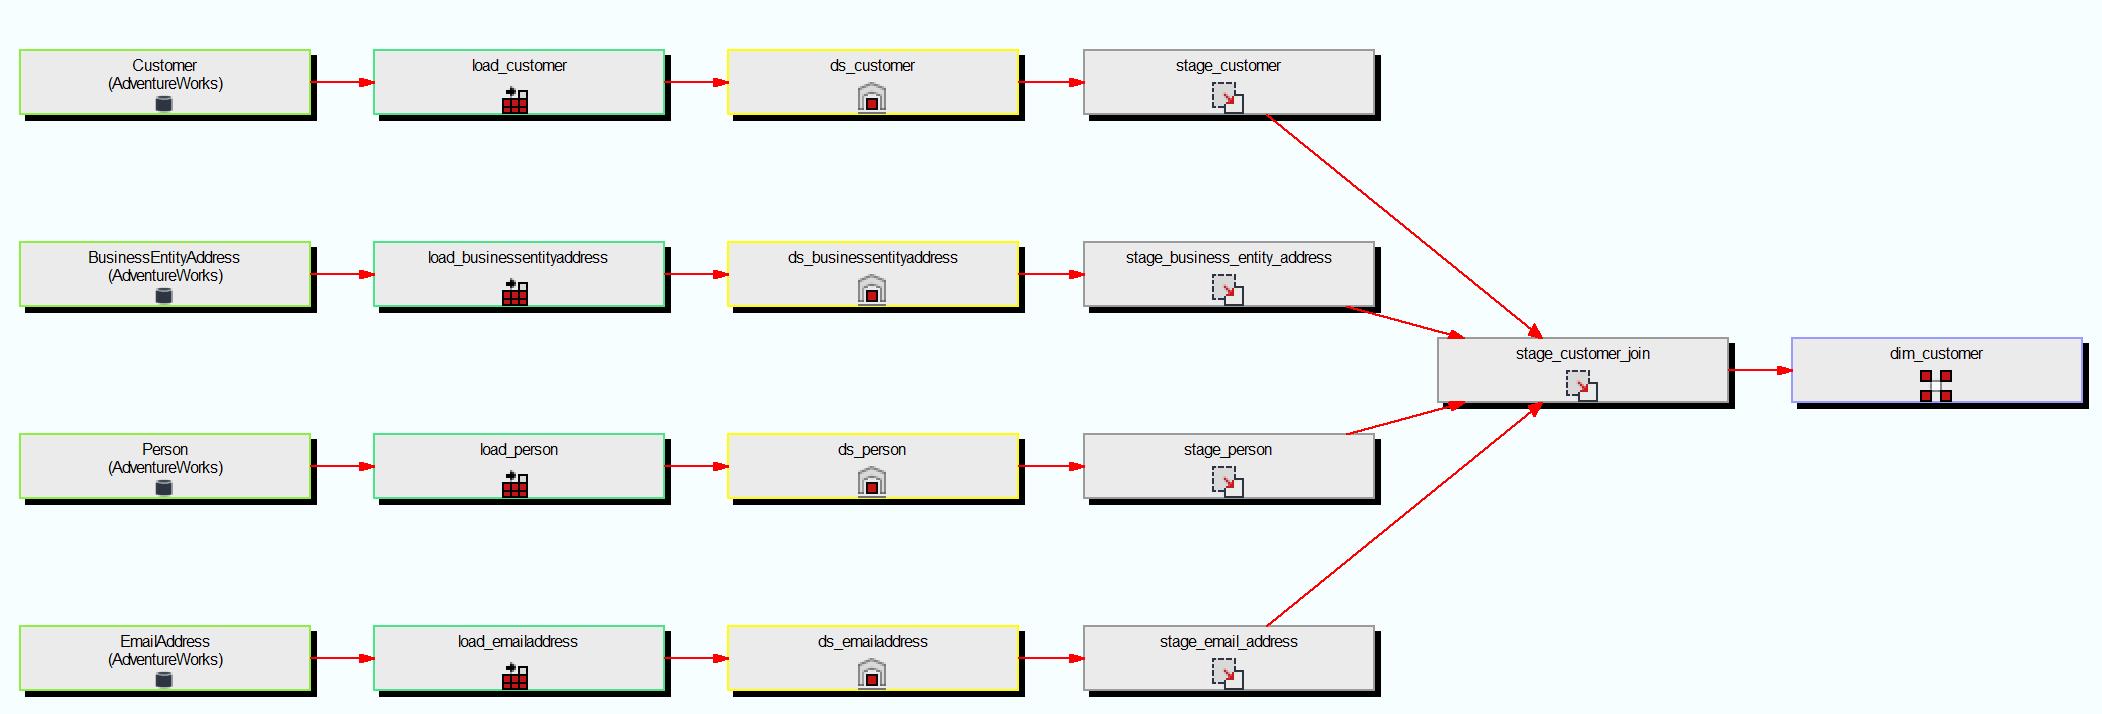 Customer
(AdventureWorks)
load_customer
ds_customer
stage_customer
BusinessEntityAddress
(AdventureWorks)
load_businessentityaddress
ds_businessentityaddress
stage_business_entity_address
stage_customer_join
dim_customer
Person
(AdventureWorks)
load_person
ds_person
stage_person
EmailAddress
(AdventureWorks)
load_emailaddress
ds_emailaddress
stage_email_address